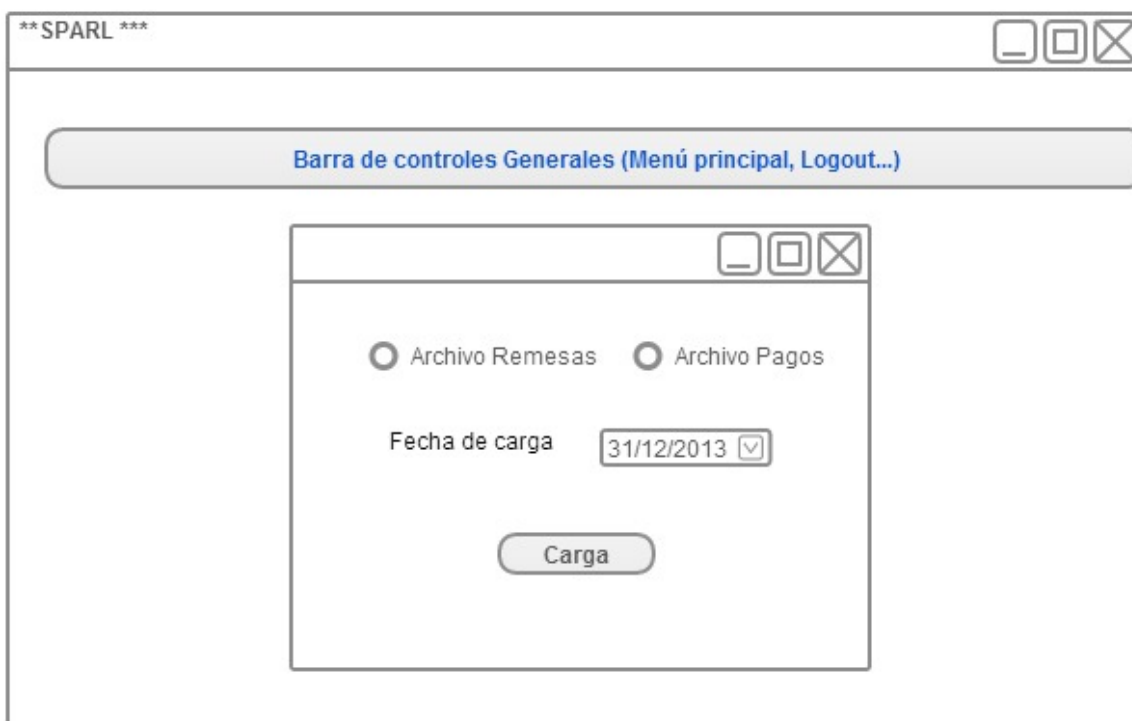 **SPARL ***
Barra de controles Generales (Menú principal, Logout...)
Archivo Remesas Archivo Pagos
Fecha de carga 31/12/2013
Carga